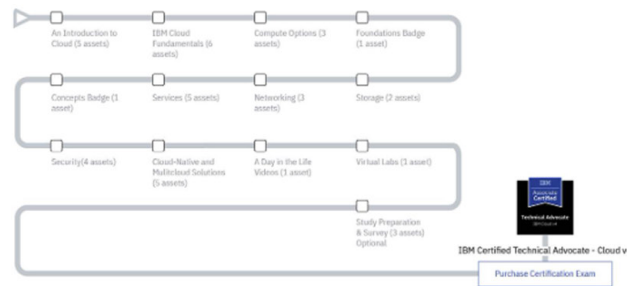 An Introduction to
Cloud (5 assets)
IBM Cloud
Fundamentals (6
assets)
Compute Options (3
assets)
Foundations Badge
(1 asset)
Concepts Badge (1
asset)
Services (5 assets)
Networking (3
assets)
Storage (2 assets)
Security(4 assets)
Cloud-Native and
Mulitcloud Solutions
(5 assets)
A Day in the Life
Videos (1 asset)
Virtual Labs (1 asset)
Study Preparation
& Survey (3 assets)
Optional
IBM
Associate
Certified
Technical Advocate
IBM Certified Technical Advocate - Cloud v
Purchase Certification Exam